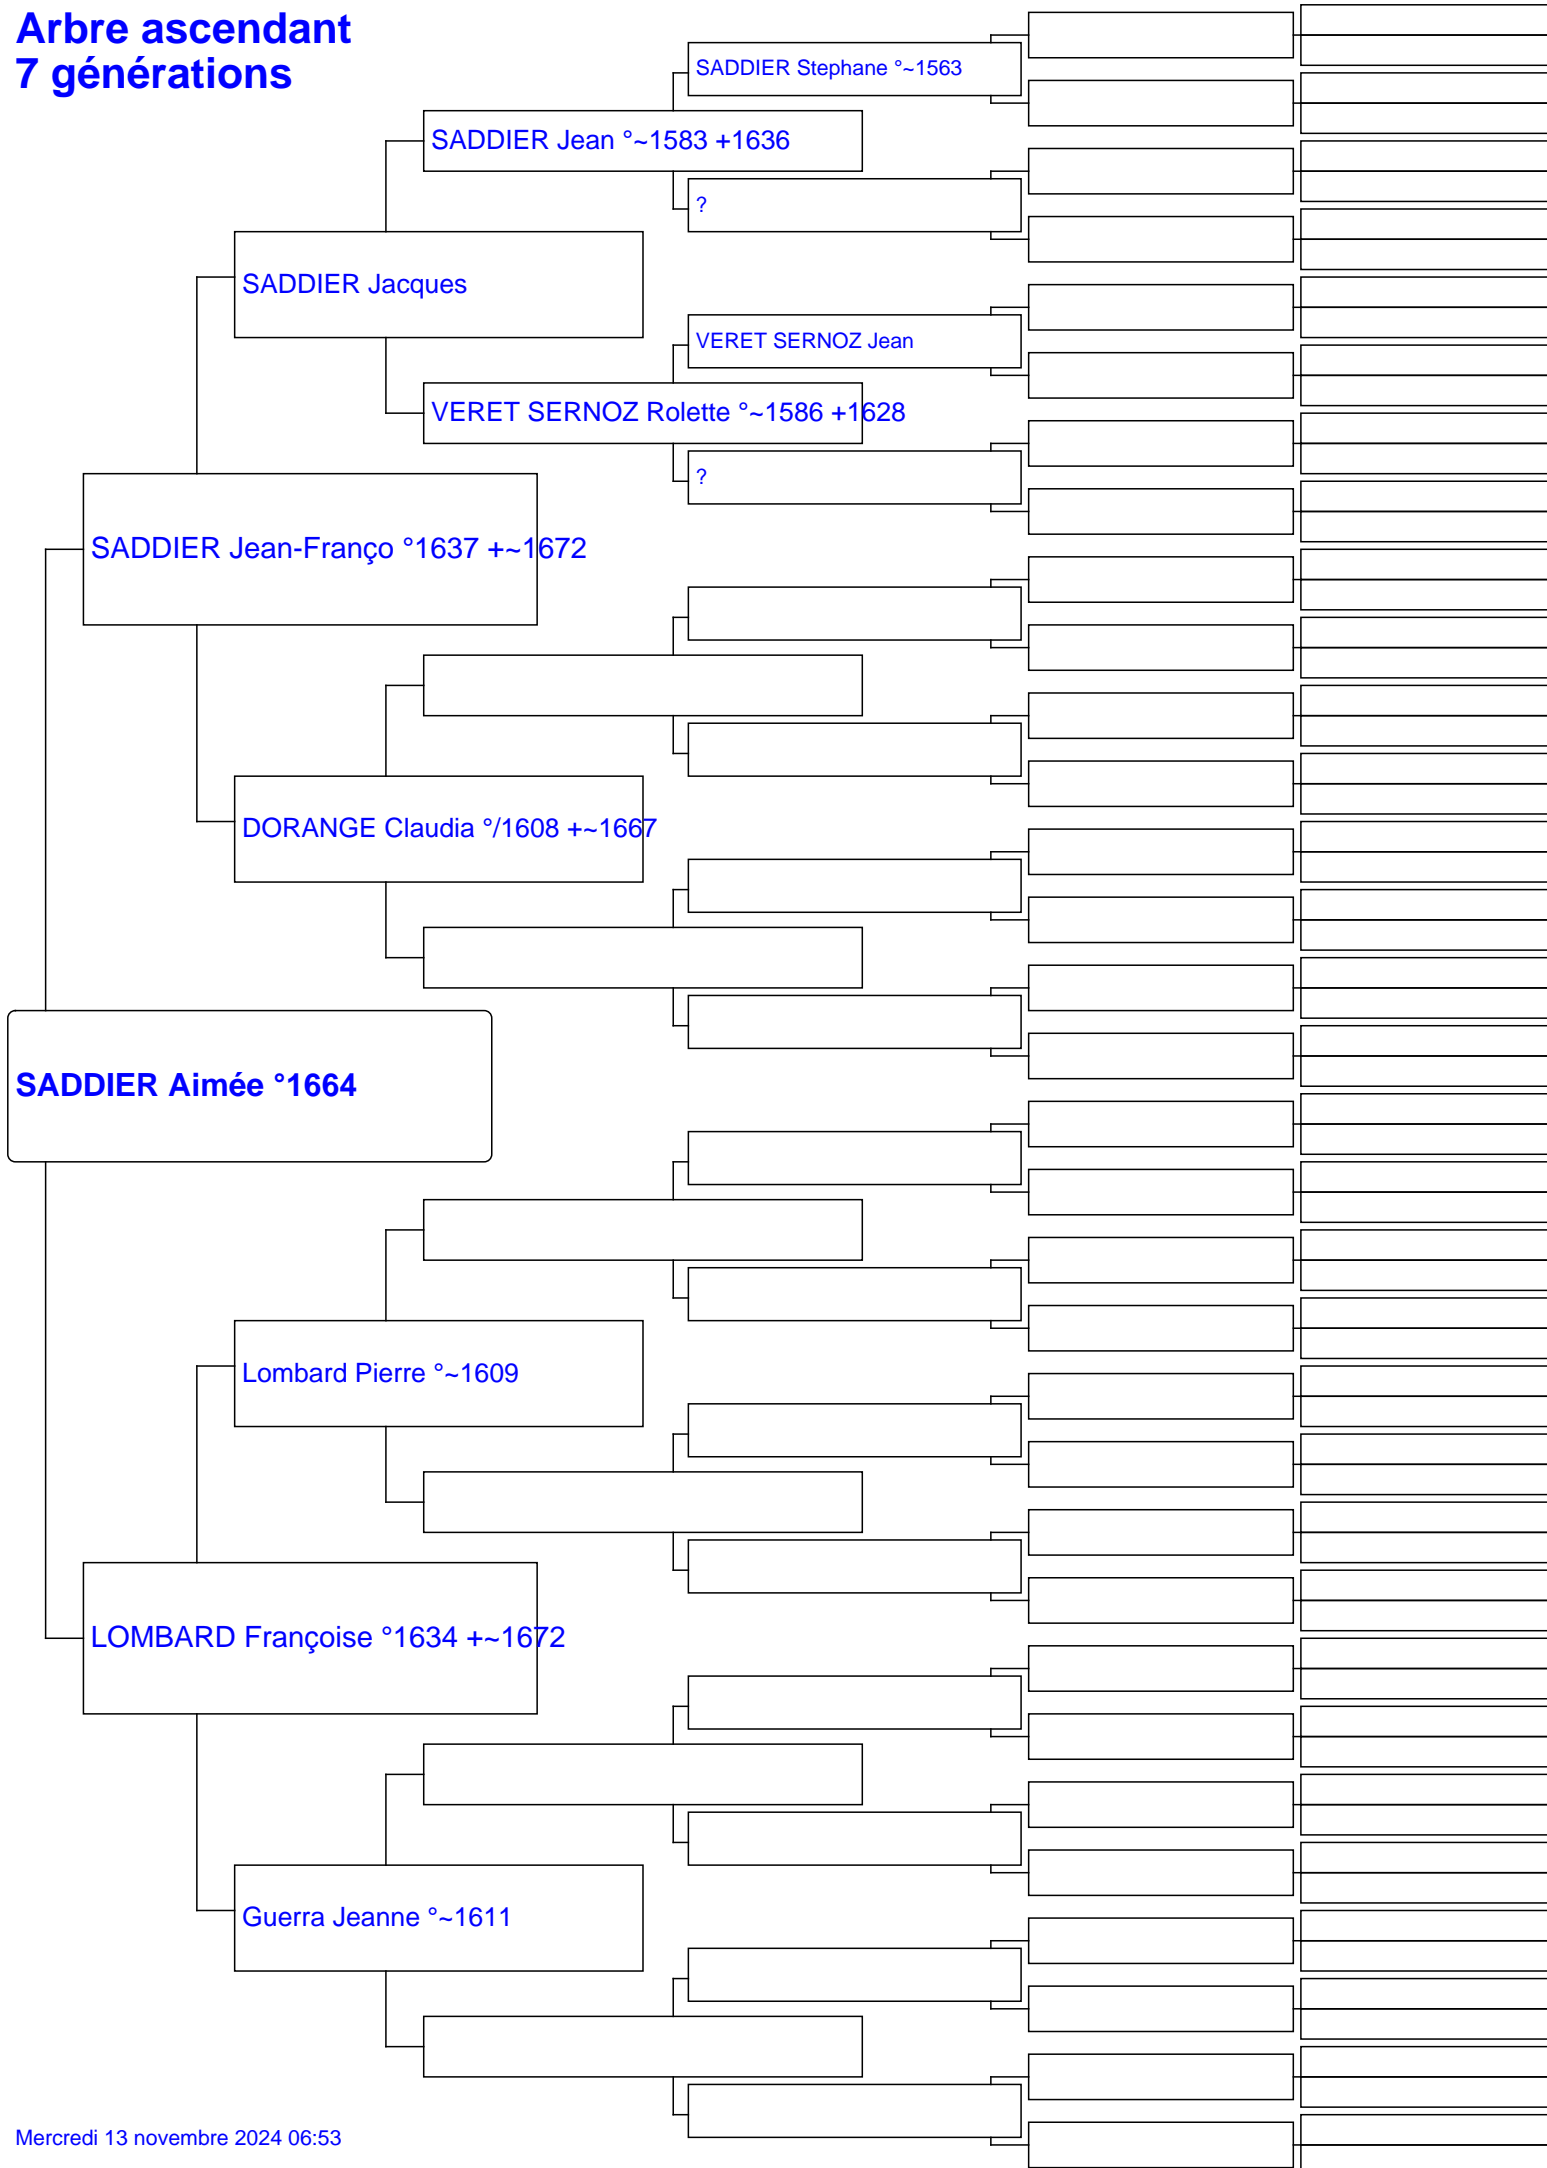 Arbre ascendant
7 générations
SADDIER Stephane °~1563
SADDIER Jean °~1583 +1636
?
SADDIER Jacques
VERET SERNOZ Jean
VERET SERNOZ Rolette °~1586 +1628
?
SADDIER Jean-Franço °1637 +~1672
DORANGE Claudia °/1608 +~1667
SADDIER Aimée °1664
Lombard Pierre °~1609
LOMBARD Françoise °1634 +~1672
Guerra Jeanne °~1611
Mercredi 13 novembre 2024 06:53